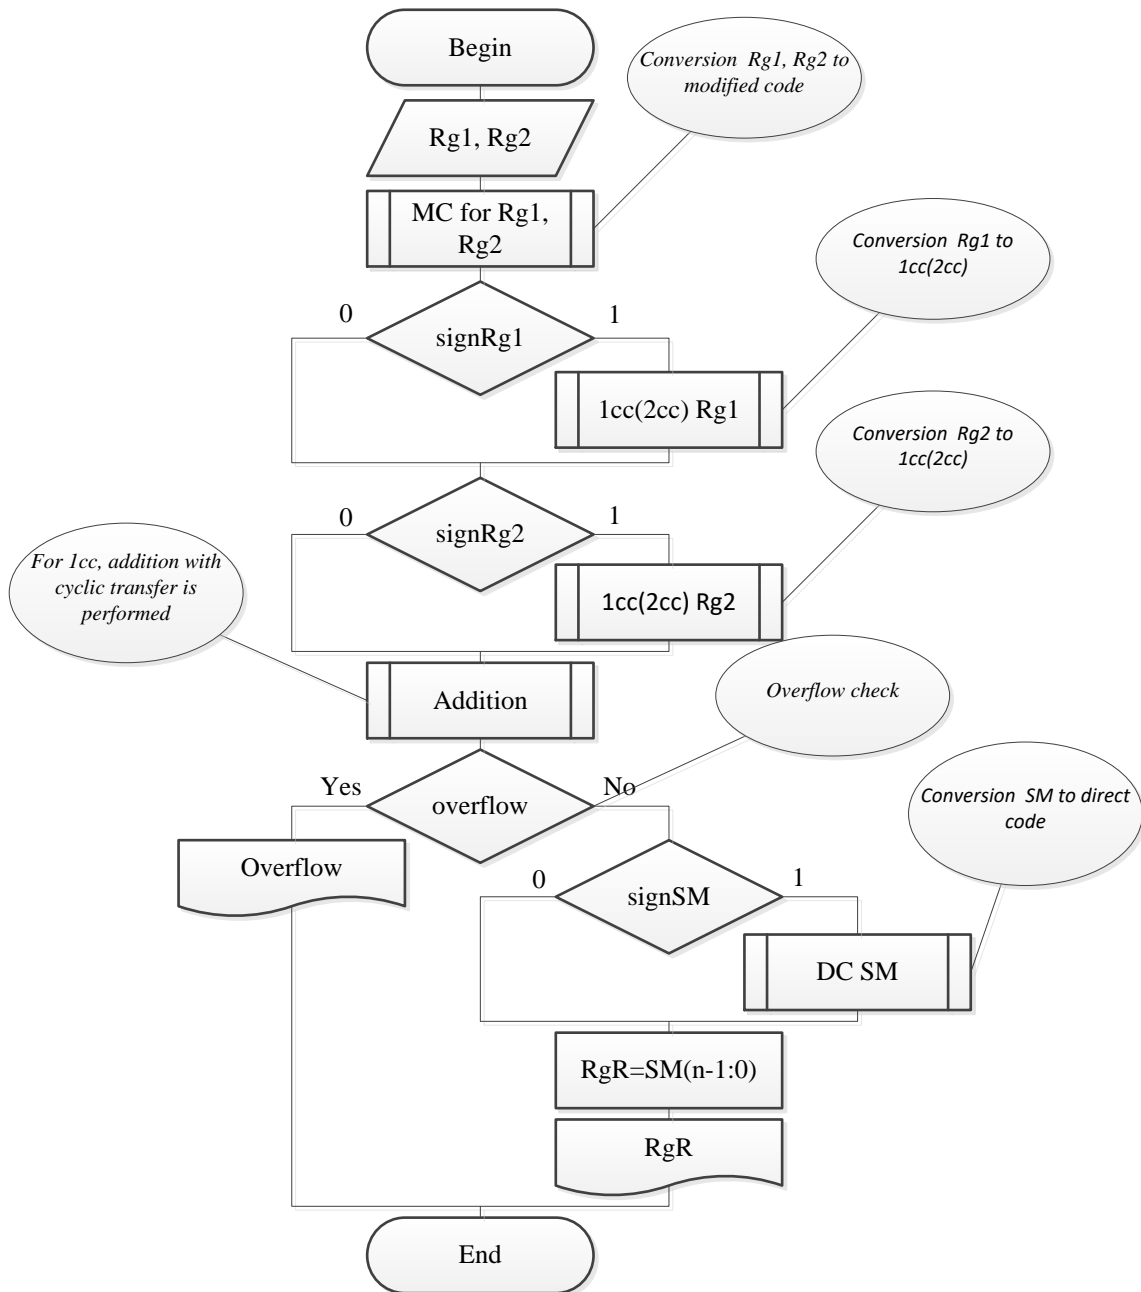 Begin
Conversion Rg1, Rg2 to
modified code
Rg1, Rg2
MC for Rg1,
Rg2
Conversion Rg1 to
1cc(2cc)
0
signRg1
1
1cc(2cc) Rg1
Conversion Rg2 to
1cc(2cc)
0
signRg2
1
For 1cc, addition with
cyclic transfer is
performed
1cc(2cc) Rg2
Addition
Overflow check
Yes
overflow
No
Conversion SM to direct
code
Overflow
0
signSM
1
DC SM
RgR=SM(n-1:0)
RgR
End